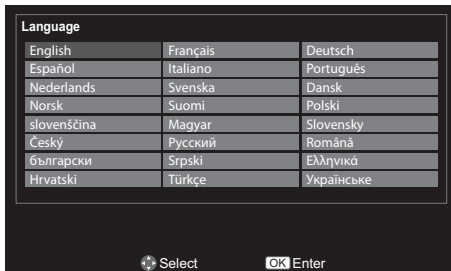 Language
English Français Deutsch
Español Italiano Português
Nederlands Svenska Dansk
Norsk Suomi Polski
slovenščina Magyar Slovensky
Český Русский Română
български Srpski Ελληνικά
Hrvatski Türkçe Українське
Select OK Enter